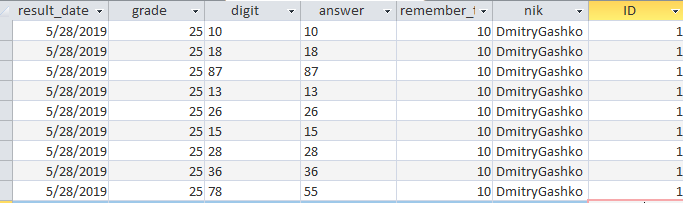 result_date grade digit answer remember_ nik ID
5/28/2019 25 10 10 10 DmitryGashko 1
5/28/2019 25 18 18 10 DmitryGashko 1
5/28/2019 25 87 87 10 DmitryGashko 1
5/28/2019 25 13 13 10 DmitryGashko 1
5/28/2019 25 26 26 10 DmitryGashko 1
5/28/2019 25 15 15 10 DmitryGashko 1
5/28/2019 25 28 28 10 DmitryGashko 1
5/28/2019 25 36 36 10 DmitryGashko 1
5/28/2019 25 78 55 10 DmitryGashko 1